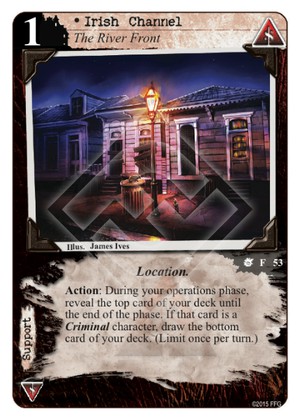 1
• Irish Channel
The River Front
Illus. James Ives
F 53
Location.
Action: During your operations phase,
reveal the top card of your deck until
the end of the phase. If that card is a
Criminal character, draw the bottom
card of your deck. (Limit once per turn.)
Support
©2015 FFG